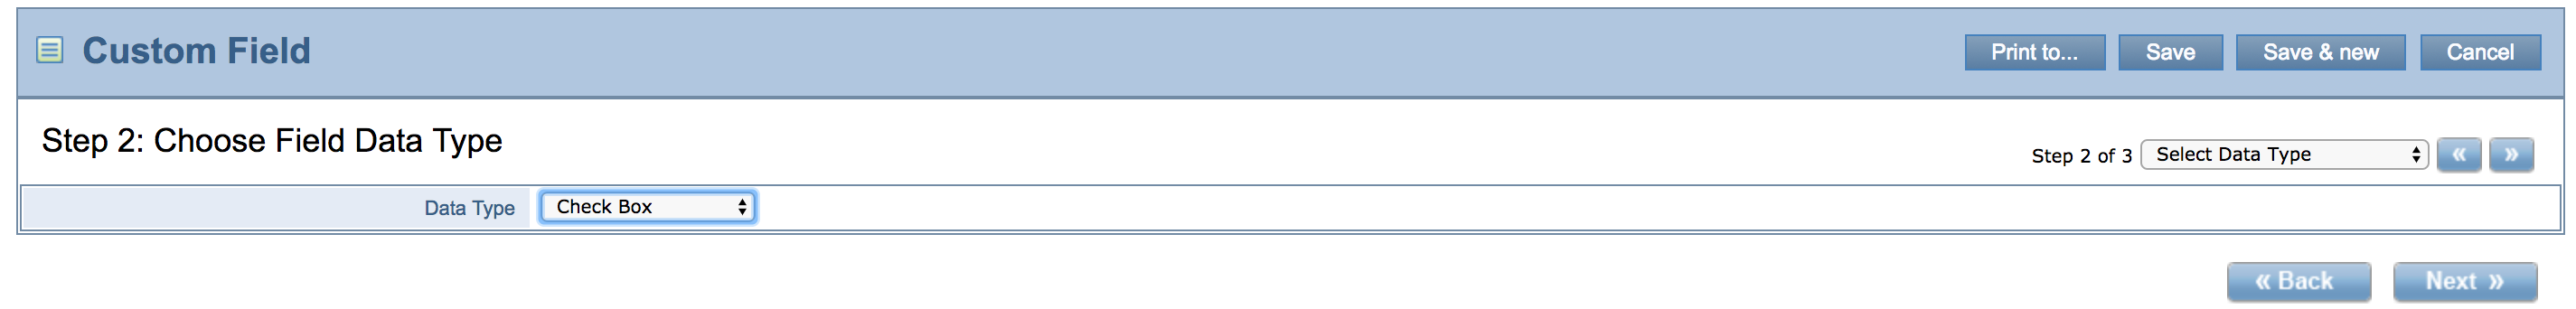 Custom Field
Print to... Save Save & new Cancel
Step 2: Choose Field Data Type
Step 2 of 3 Select Data Type « »
Data Type Check Box
« Back Next »